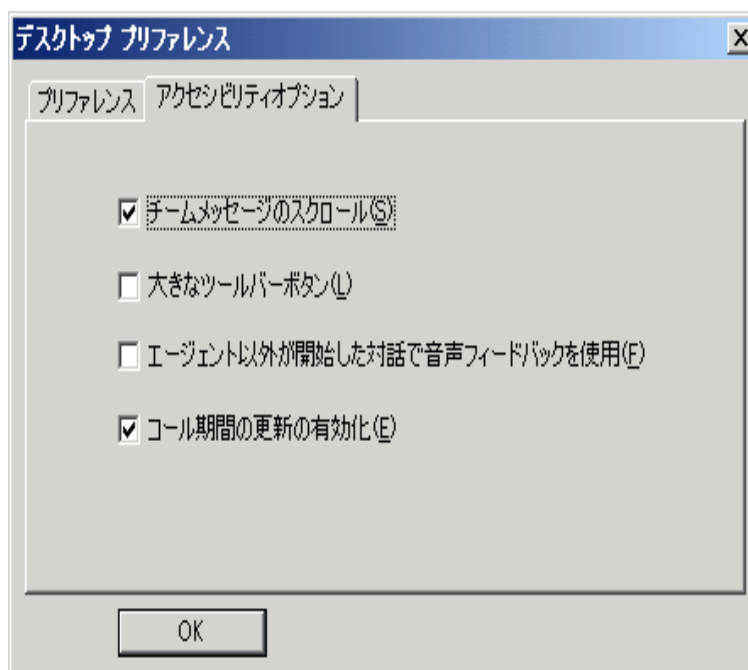 デスクトップ プリファレンス
プリファレンス
アクセシビリティオプション
チームメッセージのスクロール(S)
大きなツールバーボタン(L)
エージェント以外が開始した対話で音声フィードバックを使用(F)
コール期間の更新の有効化(E)
OK